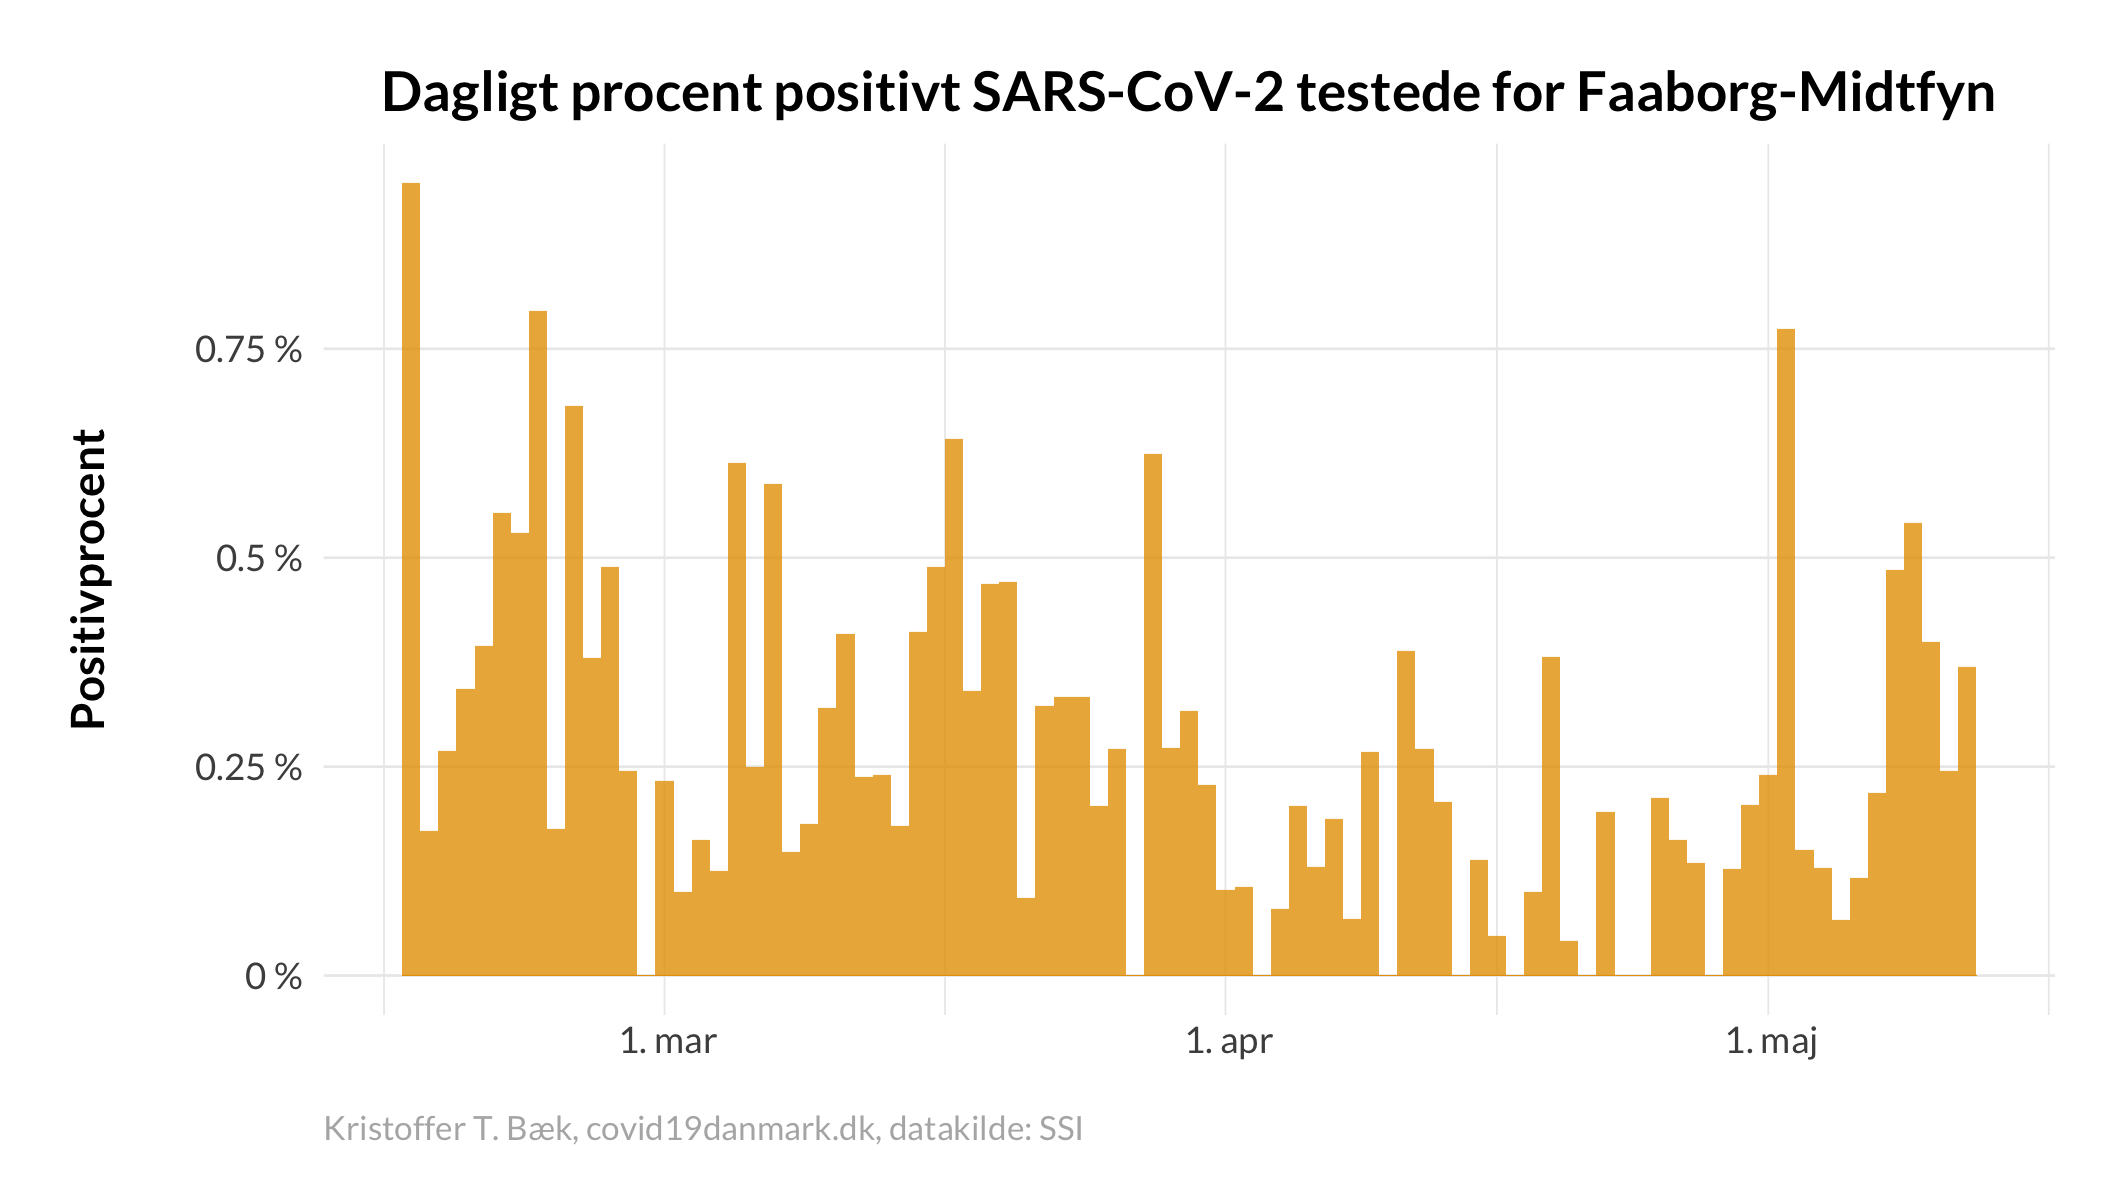 Dagligt procent positivt SARS-CoV-2 testede for Faaborg-Midtfyn
Positivprocent
0.75 %
0.5 %
0.25 %
0 %
1. mar
1. apr
1. maj
Kristoffer T. Bæk, covid19danmark.dk, datakilde: SSI